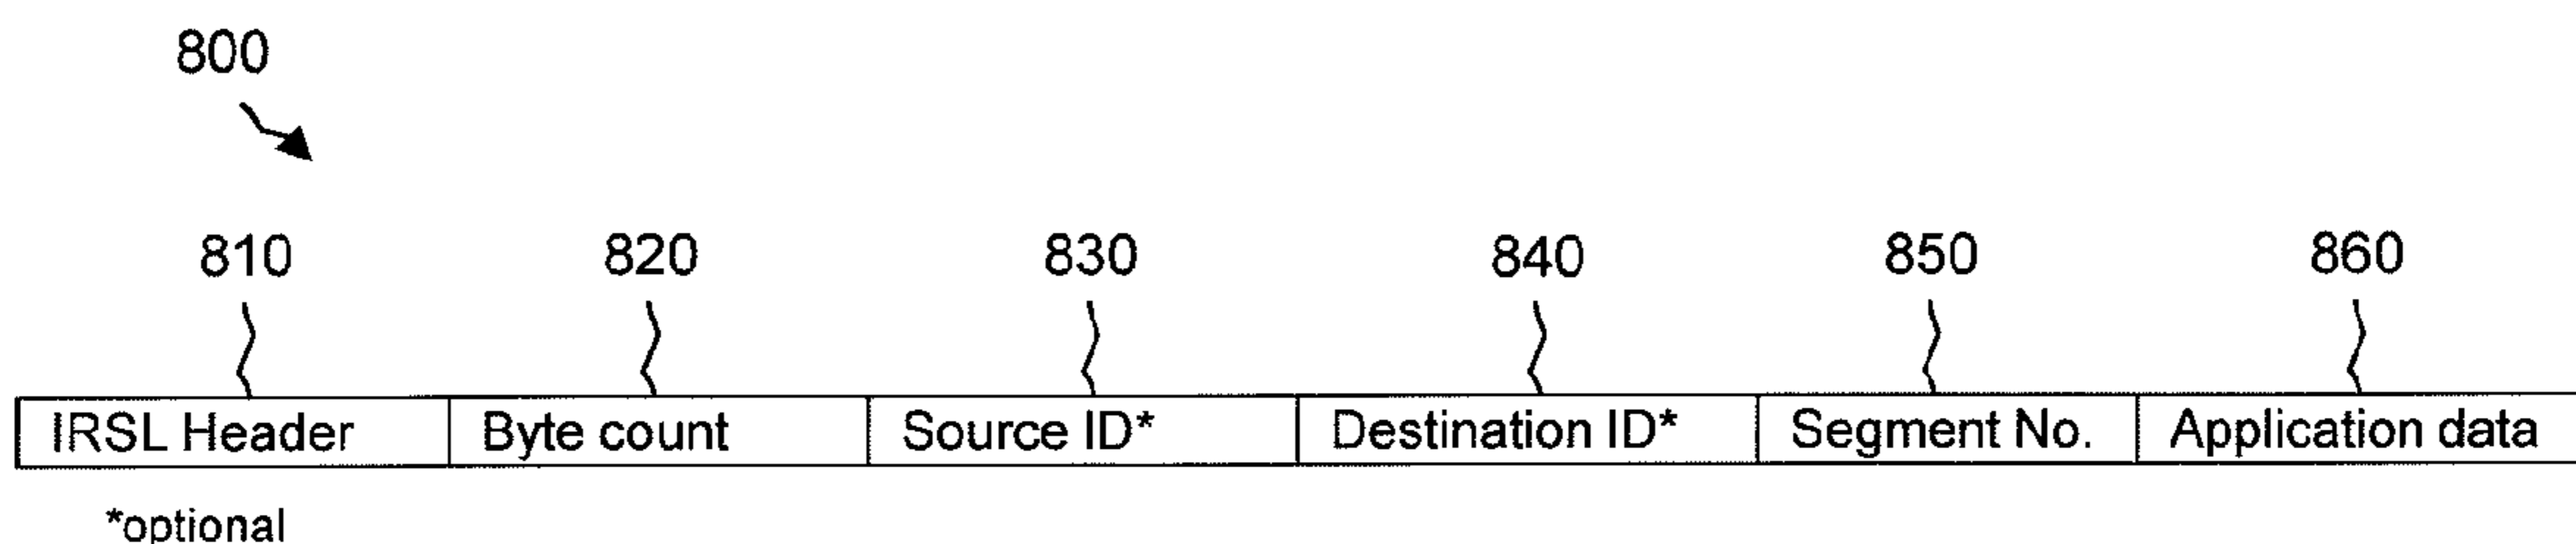 800
810 820 830 840 850 860
IRSL Header Byte count Source ID* Destination ID* Segment No. Application data
*optional